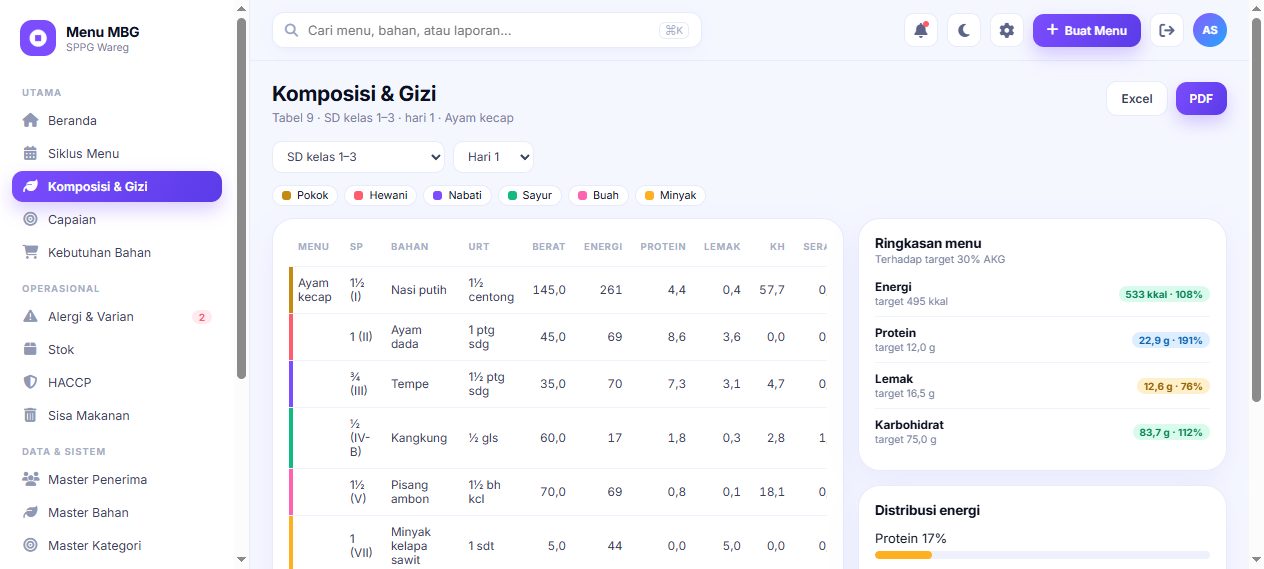 Menu MBG
SPPG Wareg
UTAMA
Beranda
Siklus Menu
Komposisi & Gizi
Capaian
Kebutuhan Bahan
OPERASIONAL
Alergi & Varian 2
Stok
HACCP
Sisa Makanan
DATA & SISTEM
Master Penerima
Master Bahan
Master Kategori
Cari menu, bahan, atau laporan... ⌘K
+ Buat Menu
AS
Komposisi & Gizi
Tabel 9 · SD kelas 1–3 · hari 1 · Ayam kecap
Excel PDF
SD kelas 1–3 Hari 1
Pokok Hewani Nabati Sayur Buah Minyak
MENU SP BAHAN URT BERAT ENERGI PROTEIN LEMAK KH SERA
Ayam kecap 1½ (I) Nasi putih 1½ centong 145,0 261 4,4 0,4 57,7 0
1 (II) Ayam dada 1 ptg sdg 45,0 69 8,6 3,6 0,0 0
¾ (III) Tempe 1½ ptg sdg 35,0 70 7,3 3,1 4,7 0
½ (IV-B) Kangkung ½ gls 60,0 17 1,8 0,3 2,8 1
1½ (V) Pisang ambon 1½ bh kcl 70,0 69 0,8 0,1 18,1 0
1 (VII) Minyak kelapa sawit 1 sdt 5,0 44 0,0 5,0 0,0 0
Ringkasan menu
Terhadap target 30% AKG
Energi
target 495 kkal
533 kkal · 108%
Protein
target 12,0 g
22,9 g · 191%
Lemak
target 16,5 g
12,6 g · 76%
Karbohidrat
target 75,0 g
83,7 g · 112%
Distribusi energi
Protein 17%